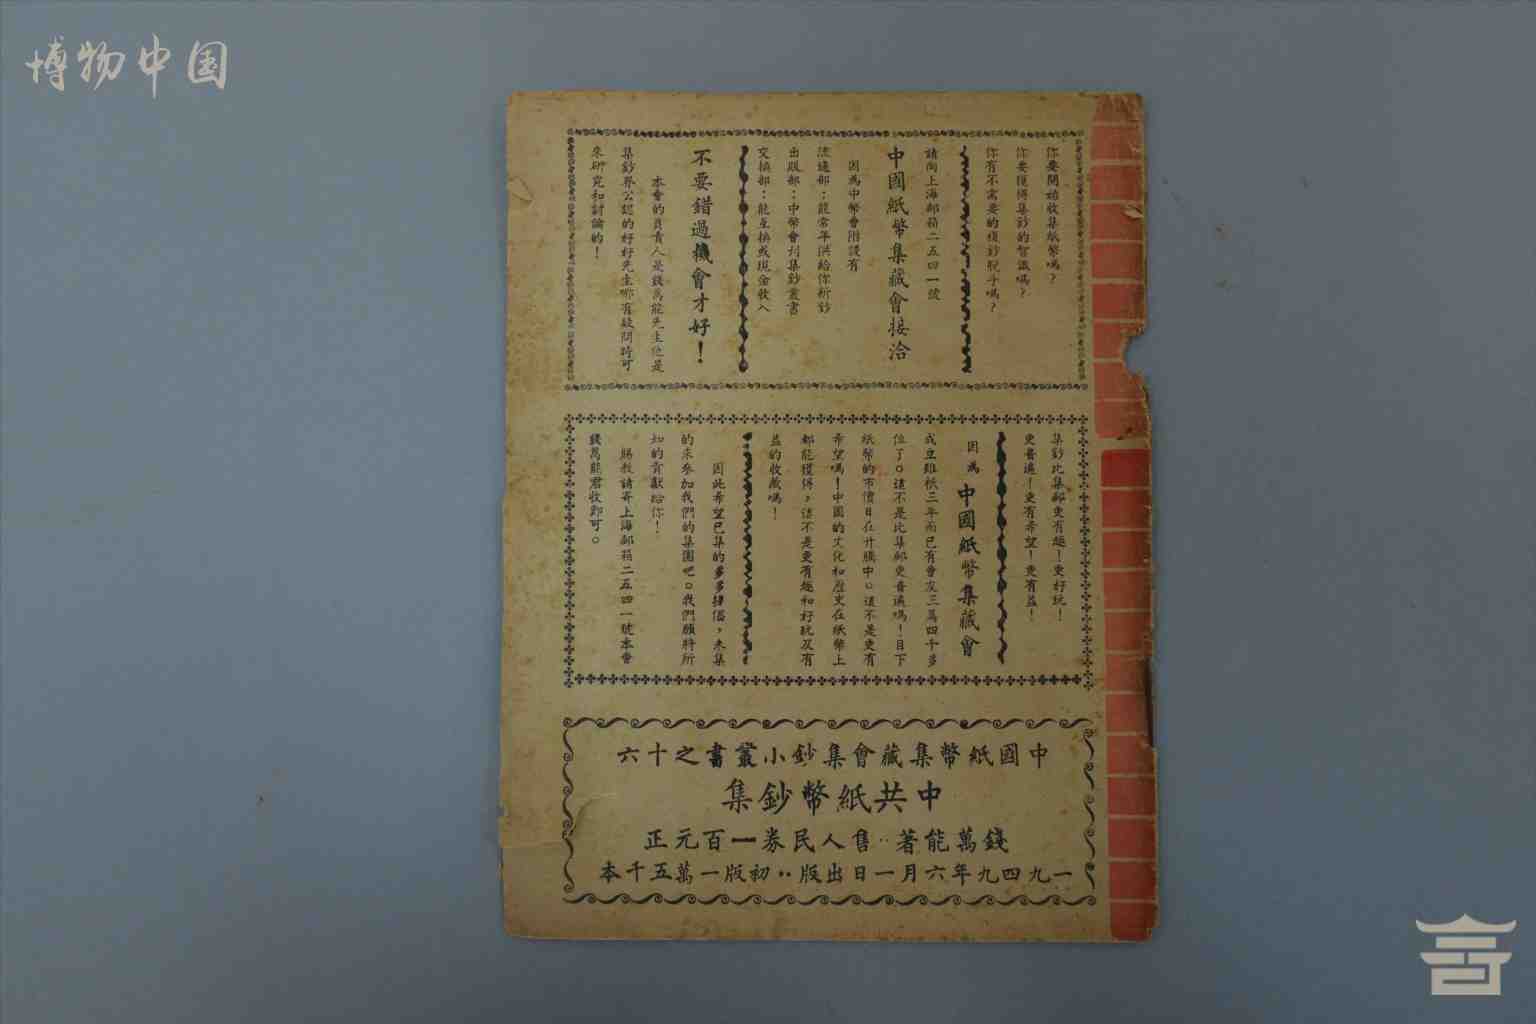 博物中国
你要開始收集紙幣嗎？
你要獲得集鈔的智識嗎？
你有不需要的複鈔脫手嗎？
請向上海郵箱二五四一號
中國紙幣集藏會接洽
因為中幣會附設有
流通部：能常年供給你新鈔
出版部：中幣會刊集鈔叢書
交換部：能互換或現金收入
不要錯過機會才好！
本會的負責人是錢萬能先生他是
集鈔界公認的好好先生哪有疑問時可
來研究和討論的！
集鈔比集郵更有趣！更好玩！
更普遍！更有希望！更有益！
因為中國紙幣集藏會
成立雖祇三年而已有會友三萬四千多
位了。這不是比集郵更普遍嗎！目下
紙幣的市價日在升騰中。這不是更有
希望嗎！中國的文化和歷史在紙幣上
都能獲得，這不是更有趣和好玩及有
益的收藏嗎！
因此希望已集的多多提倡，未集
的來參加我們的集團吧。我們願將所
知的貢獻給你！
賜教請寄上海郵箱二五四一號本會
錢萬能君收即可。
中國紙幣集藏會集鈔小叢書之十六
中共紙幣鈔集
錢萬能著：售人民券一百元正
一九四九年六月一日出版：初版一萬五千本